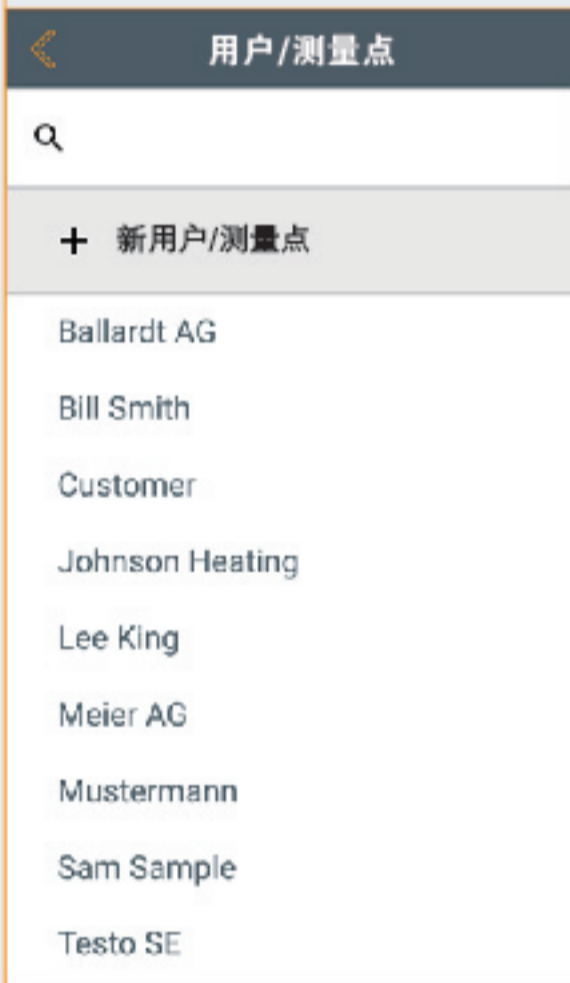 用户/测量点
新用户/测量点
Ballardt AG
Bill Smith
Customer
Johnson Heating
Lee King
Meier AG
Mustermann
Sam Sample
Testo SE